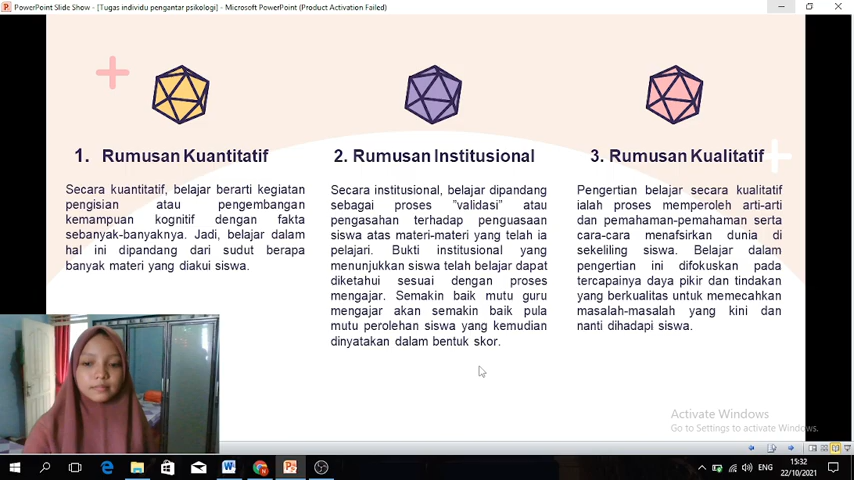 PowerPoint Slide Show - [Tugas individu pengantar psikologi] - Microsoft PowerPoint (Product Activation Failed)
1. Rumusan Kuantitatif
Secara kuantitatif, belajar berarti kegiatan
pengisian atau pengembangan
kemampuan kognitif dengan fakta
sebanyak-banyaknya. Jadi, belajar dalam
hal ini dipandang dari sudut berapa
banyak materi yang diakui siswa.
2. Rumusan Institusional
Secara institusional, belajar dipandang
sebagai proses "validasi" atau
pengasahan terhadap penguasaan
siswa atas materi-materi yang telah ia
pelajari. Bukti institusional yang
menunjukkan siswa telah belajar dapat
diketahui sesuai dengan proses
mengajar. Semakin baik mutu guru
mengajar akan semakin baik pula
mutu perolehan siswa yang kemudian
dinyatakan dalam bentuk skor.
3. Rumusan Kualitatif
Pengertian belajar secara kualitatif
ialah proses memperoleh arti-arti
dan pemahaman-pemahaman serta
cara-cara menafsirkan dunia di
sekeliling siswa. Belajar dalam
pengertian ini difokuskan pada
tercapainya daya pikir dan tindakan
yang berkualitas untuk memecahkan
masalah-masalah yang kini dan
nanti dihadapi siswa.
Activate Windows
Go to Settings to activate Windows.
ENG
15:32
22/10/2021